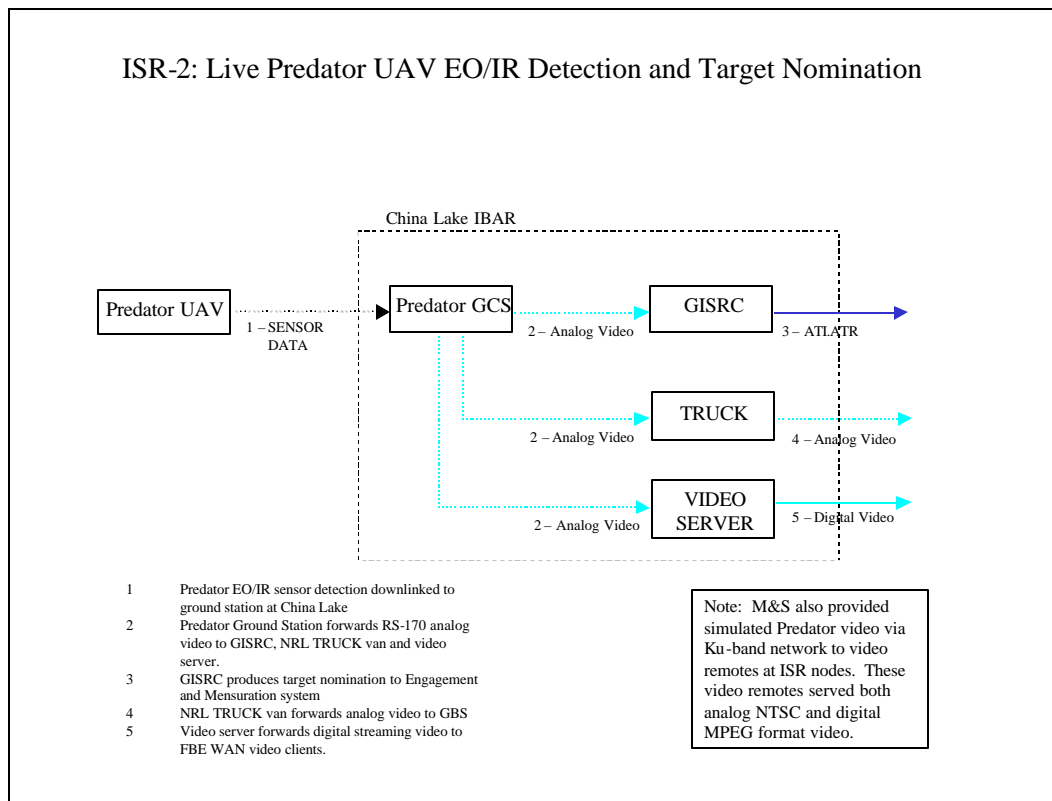 ISR-2: Live Predator UAV EO/IR Detection and Target Nomination
China Lake IBAR
Predator UAV
1 – SENSOR
DATA
Predator GCS
2 – Analog Video
GISRC
3 – ATI.ATR
2 – Analog Video
TRUCK
4 – Analog Video
2 – Analog Video
VIDEO
SERVER
5 – Digital Video
1 Predator EO/IR sensor detection downlinked to
ground station at China Lake
2 Predator Ground Station forwards RS-170 analog
video to GISRC, NRL TRUCK van and video
server.
3 GISRC produces target nomination to Engagement
and Mensuration system
4 NRL TRUCK van forwards analog video to GBS
5 Video server forwards digital streaming video to
FBE WAN video clients.
Note: M&S also provided
simulated Predator video via
Ku-band network to video
remotes at ISR nodes. These
video remotes served both
analog NTSC and digital
MPEG format video.